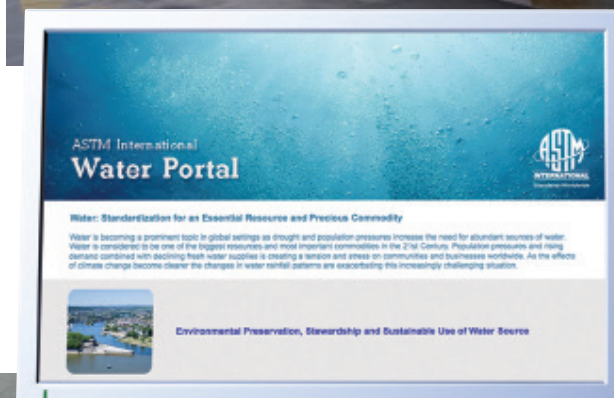 ASTM International
Water Portal
ASTM
INTERNATIONAL
Standards Worldwide
Water: Standardization for an Essential Resource and Precious Commodity
Water is becoming a prominent topic in global settings as drought and population pressures increase the need for abundant sources of water.
Water is considered to be one of the biggest resources and most important commodities in the 21st Century. Population pressures and rising
demand combined with declining fresh water supplies is creating a tension and stress on communities and businesses worldwide. As the effects
of climate change become clearer the changes in water rainfall patterns are exacerbating this increasingly challenging situation.
Environmental Preservation, Stewardship and Sustainable Use of Water Source